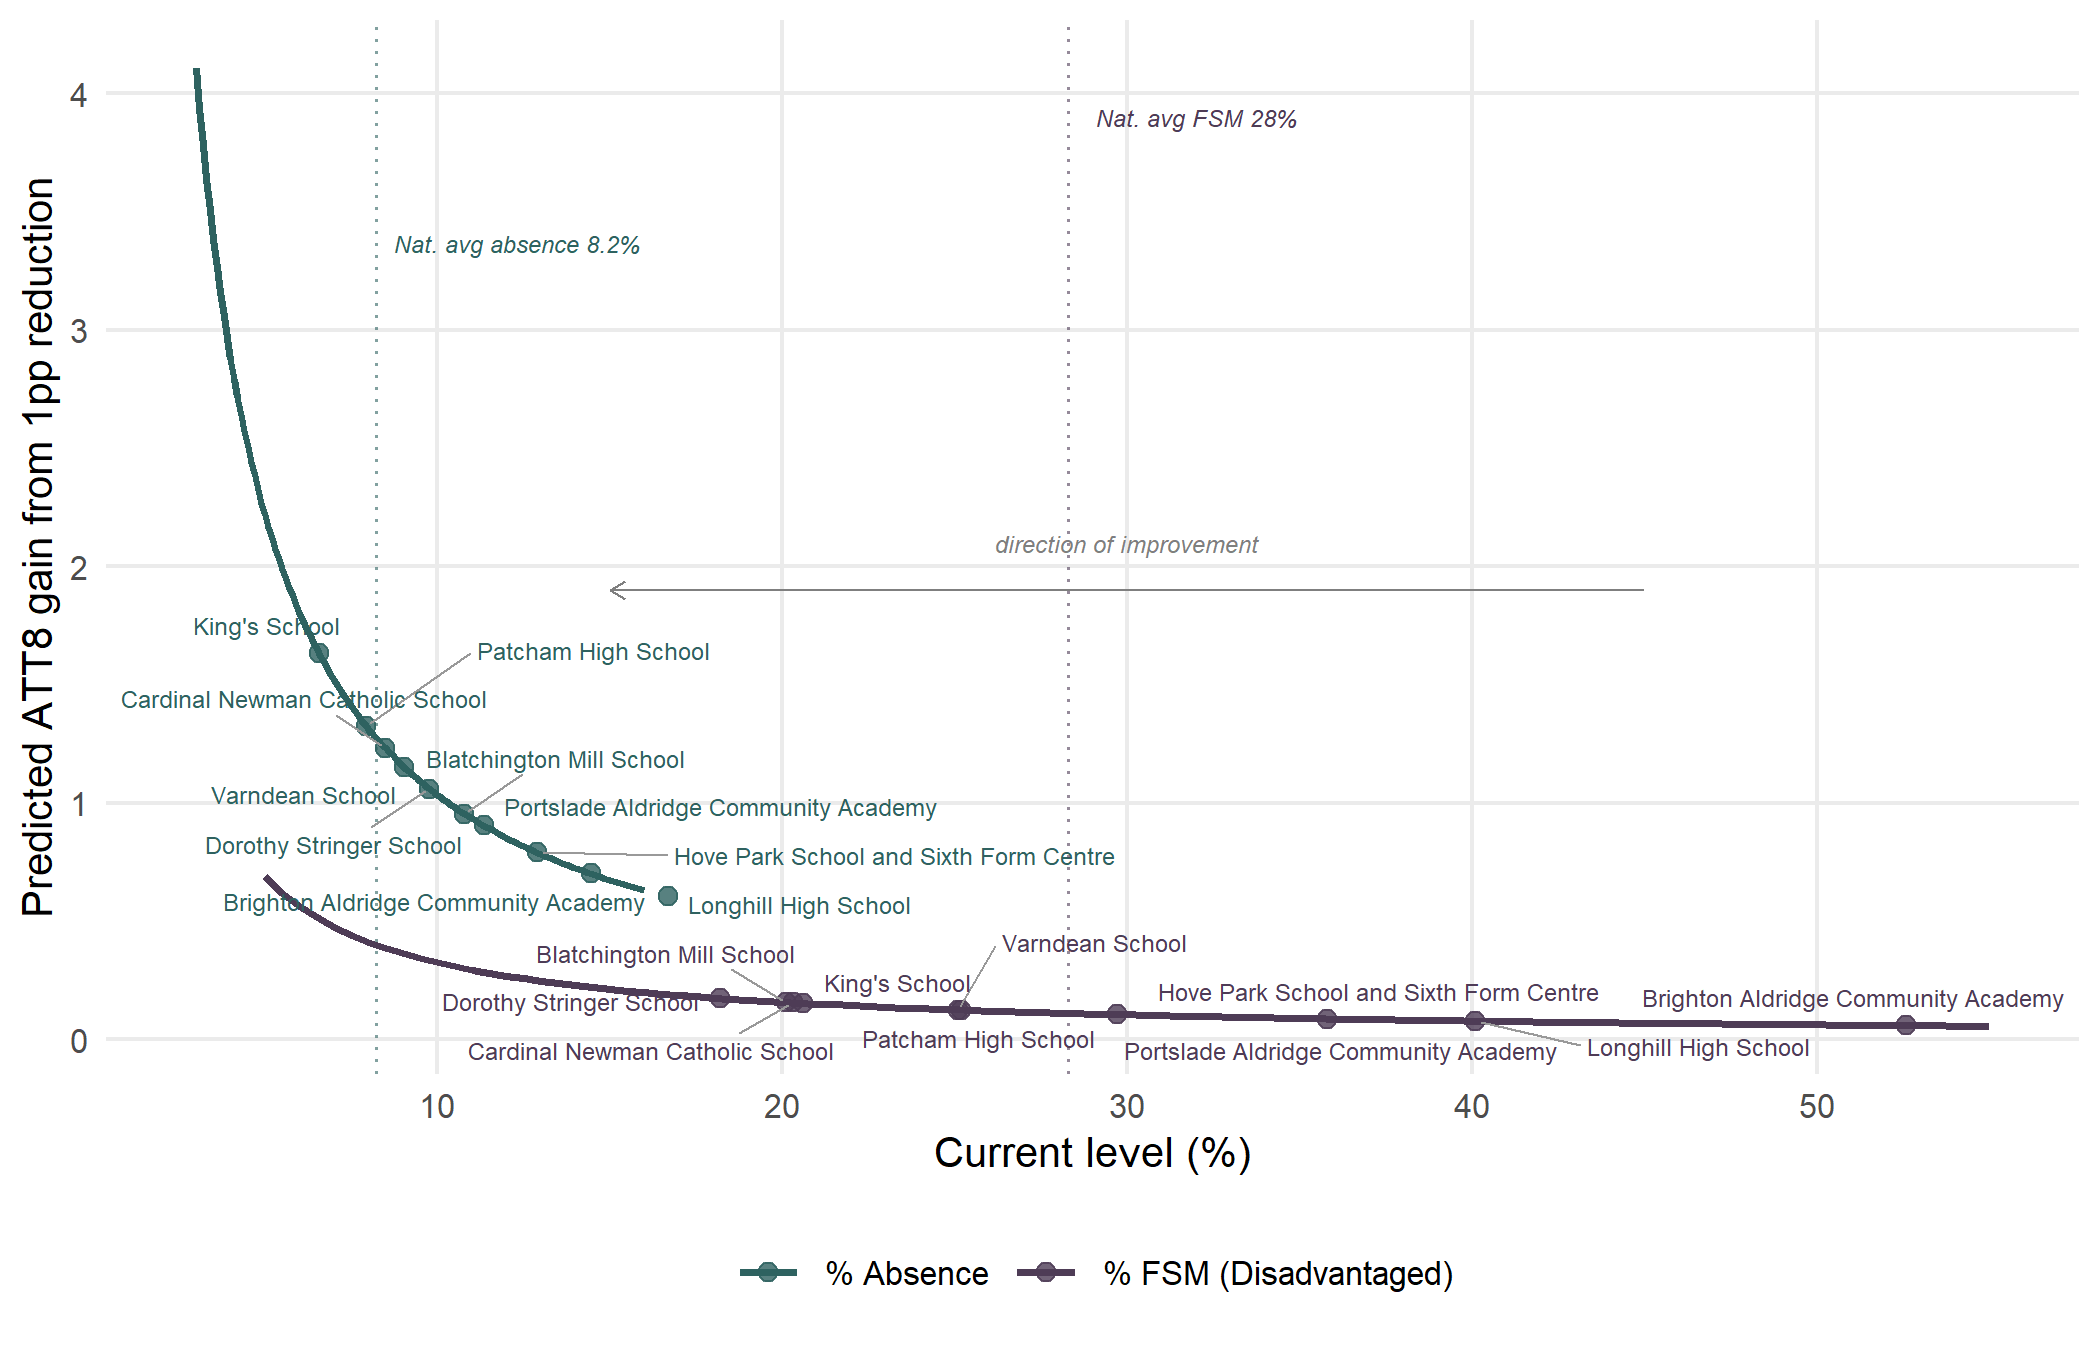 4
Nat. avg FSM 28%
Nat. avg absence 8.2%
3
direction of improvement
2
King's School
Patcham High School
Cardinal Newman Catholic School
Blatchington Mill School
Varndean School
1
Portslade Aldridge Community Academy
Dorothy Stringer School
Hove Park School and Sixth Form Centre
Brighton Aldridge Community Academy
Longhill High School
Varndean School
Blatchington Mill School
King's School
Hove Park School and Sixth Form Centre
Brighton Aldridge Community Academy
Dorothy Stringer School
0
Patcham High School
Cardinal Newman Catholic School
Portslade Aldridge Community Academy
Longhill High School
10
20
30
40
50
Predicted ATT8 gain from 1pp reduction
Current level (%)
% Absence
% FSM (Disadvantaged)